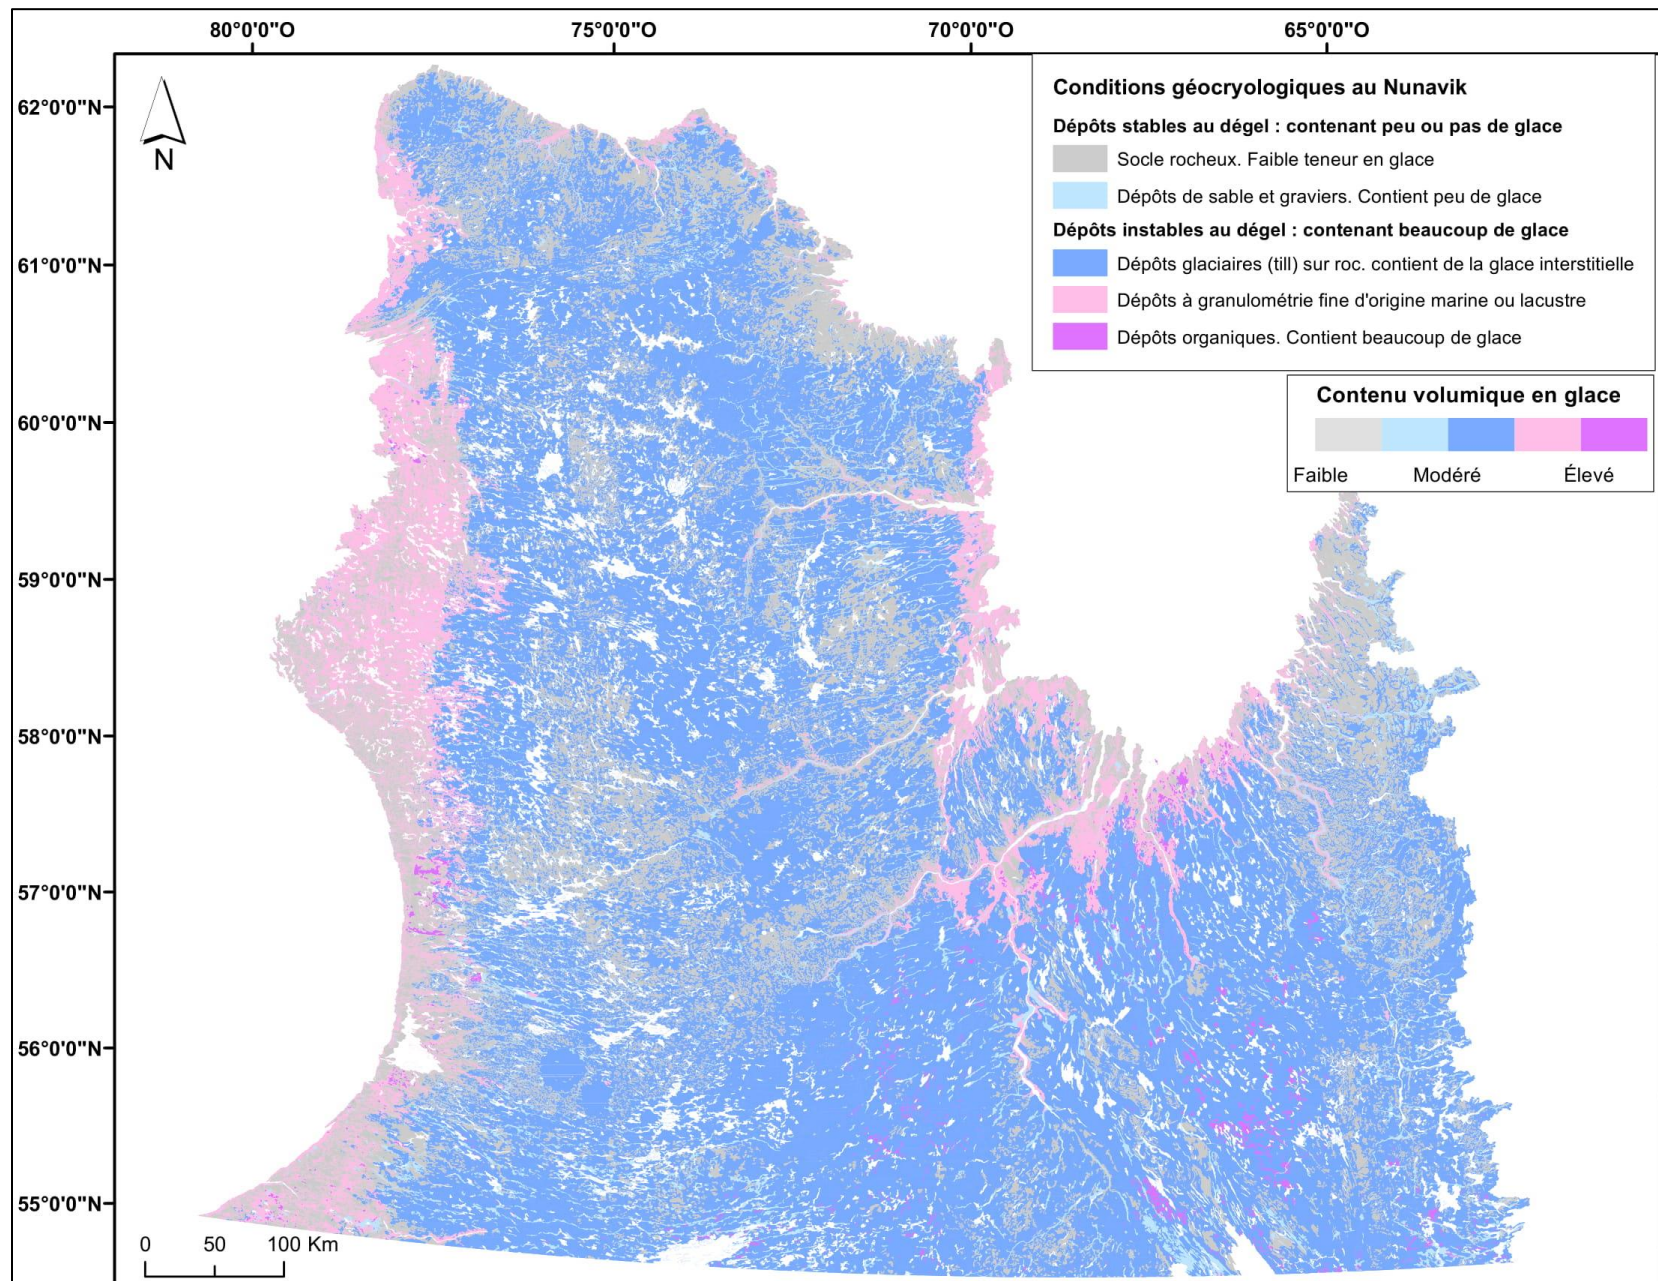 80°0'0"O
75°0'0"O
70°0'0"O
65°0'0"O
62°0'0"N
61°0'0"N
60°0'0"N
59°0'0"N
58°0'0"N
57°0'0"N
56°0'0"N
55°0'0"N
N
Conditions géocryologiques au Nunavik
Dépôts stables au dégel : contenant peu ou pas de glace
Socle rocheux. Faible teneur en glace
Dépôts de sable et graviers. Contient peu de glace
Dépôts instables au dégel : contenant beaucoup de glace
Dépôts glaciaires (till) sur roc. contient de la glace interstitielle
Dépôts à granulométrie fine d'origine marine ou lacustre
Dépôts organiques. Contient beaucoup de glace
Contenu volumique en glace
Faible Modéré Élevé
0 50 100 Km